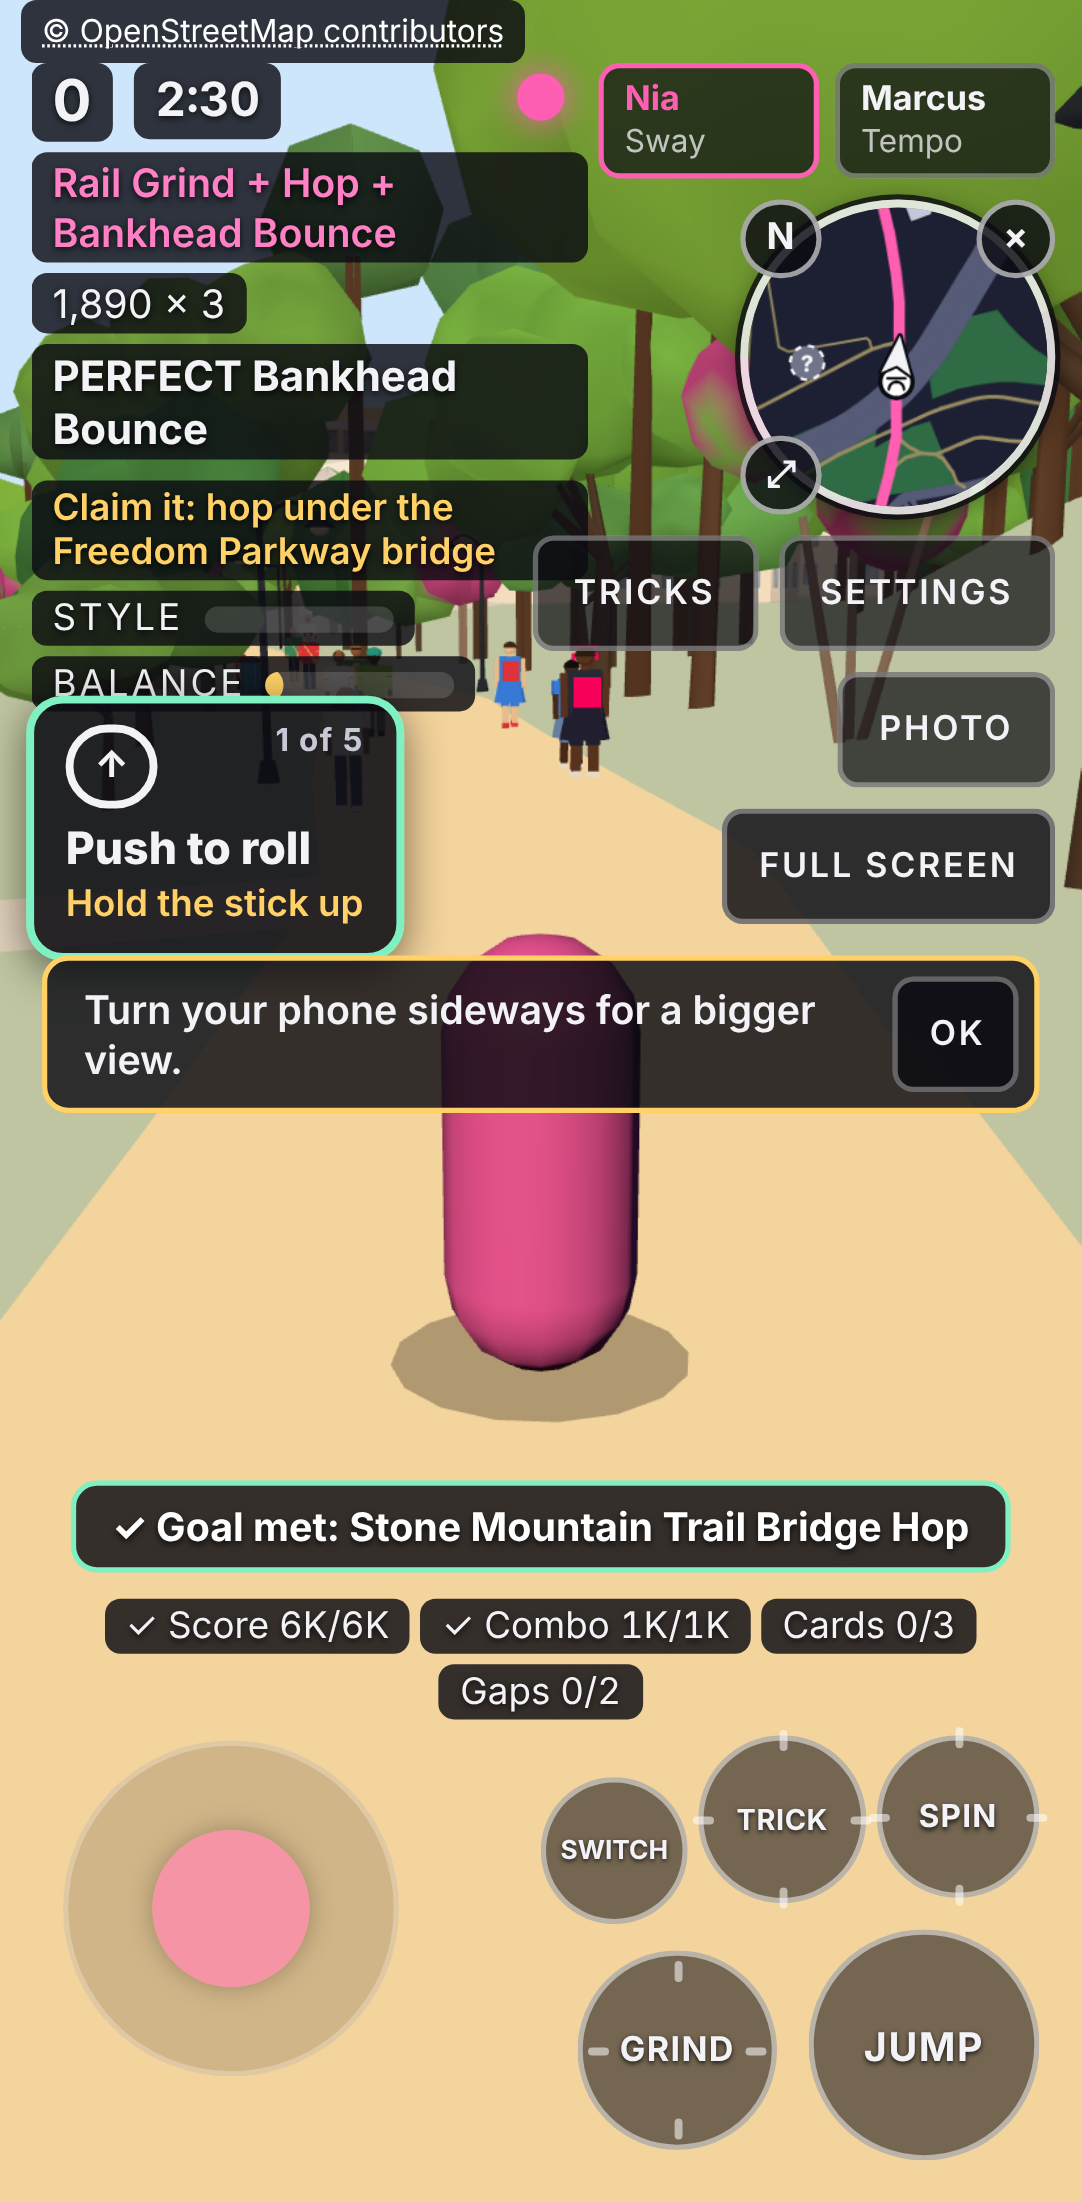 © OpenStreetMap contributors
0
2:30
Nia
Sway
Marcus
Tempo
Rail Grind + Hop +
Bankhead Bounce
N
×
1,890 × 3
?
PERFECT Bankhead
Bounce
Claim it: hop under the
Freedom Parkway bridge
TRICKS
SETTINGS
STYLE
BALANCE
PHOTO
1 of 5
Push to roll
Hold the stick up
FULL SCREEN
Turn your phone sideways for a bigger
view.
OK
✓ Goal met: Stone Mountain Trail Bridge Hop
✓ Score 6K/6K
✓ Combo 1K/1K
Cards 0/3
Gaps 0/2
SWITCH
TRICK
SPIN
GRIND
JUMP